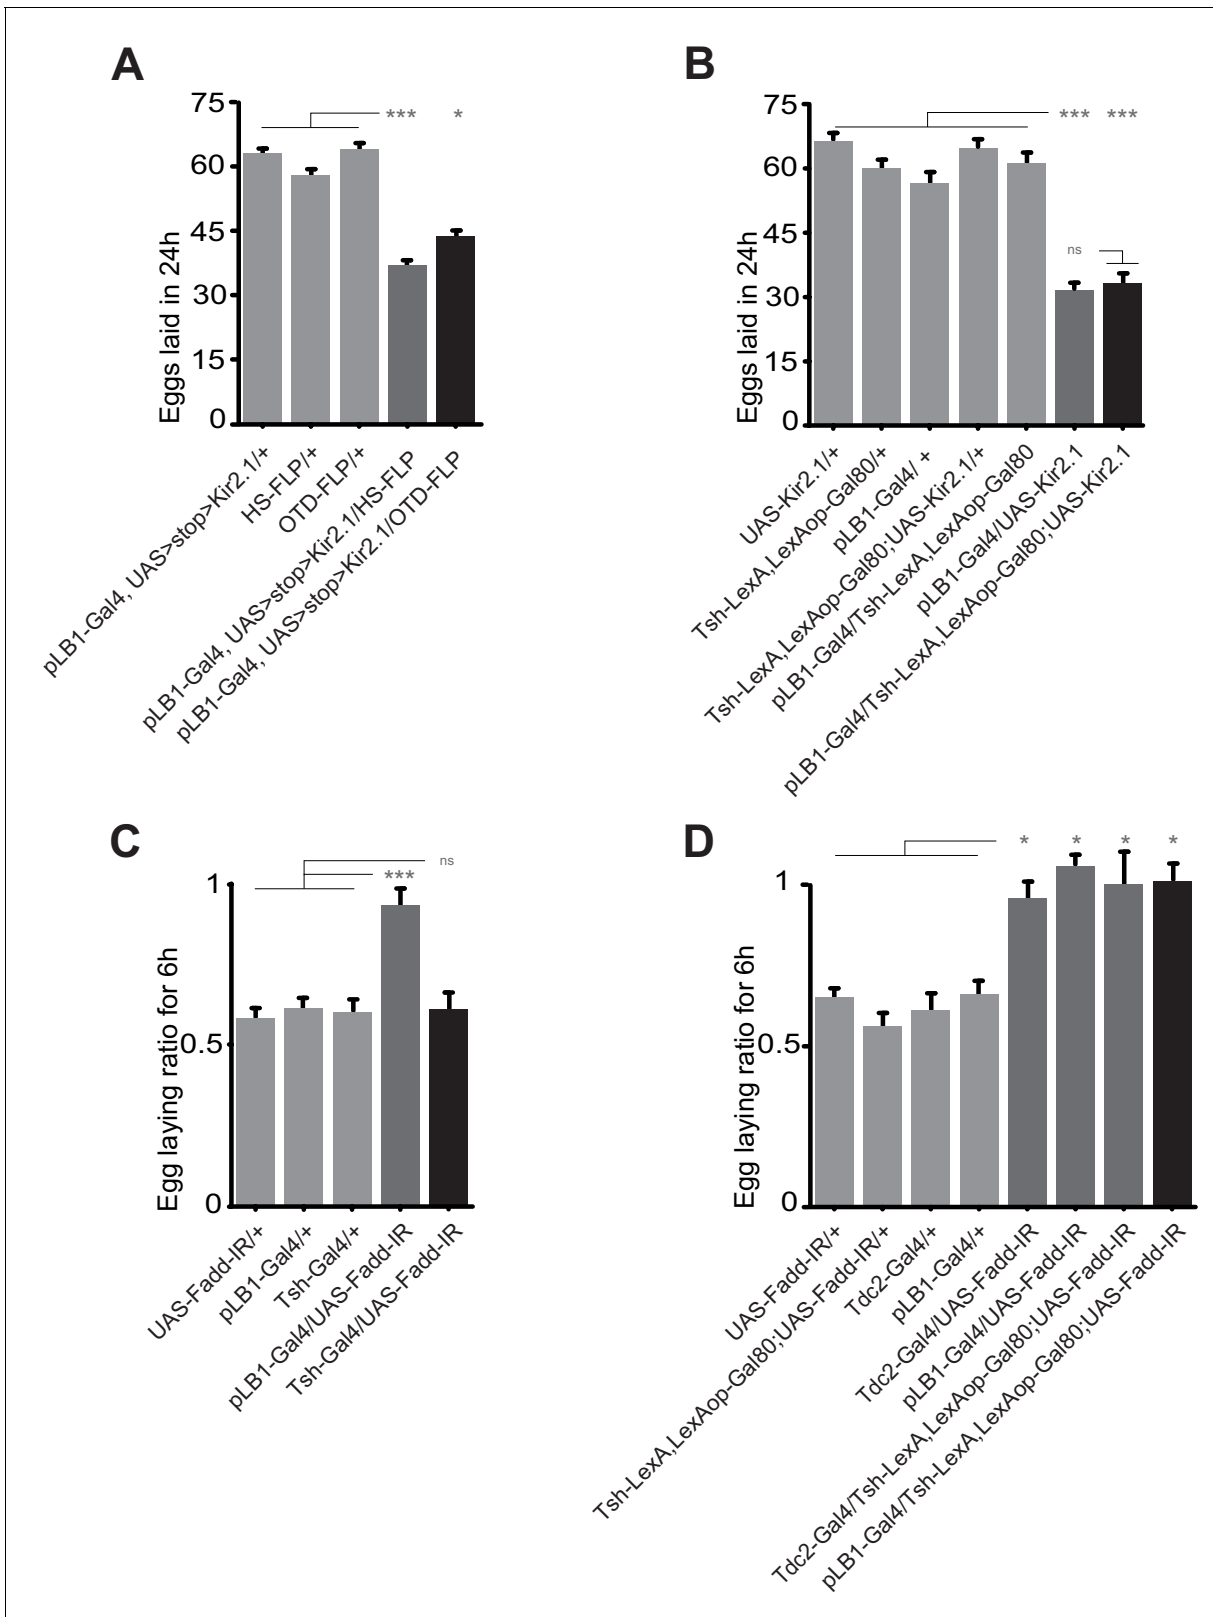 A
75
60
45
30
15
0
Eggs laid in 24h
*** *
pLB1-Gal4, UAS>stop>Kir2.1/+
HS-FLP/+
OTD-FLP/+
pLB1-Gal4, UAS>stop>Kir2.1/HS-FLP
pLB1-Gal4, UAS>stop>Kir2.1/OTD-FLP
B
75
60
45
30
15
0
Eggs laid in 24h
*** ***
ns
UAS-Kir2.1/+
Tsh-LexA,LexAop-Gal80/+
pLB1-Gal4/ +
Tsh-LexA,LexAop-Gal80;UAS-Kir2.1/+
pLB1-Gal4/Tsh-LexA,LexAop-Gal80
pLB1-Gal4/UAS-Kir2.1
pLB1-Gal4/Tsh-LexA,LexAop-Gal80;UAS-Kir2.1
C
1
0.5
0
Egg laying ratio for 6h
ns
***
UAS-Fadd-IR/+
pLB1-Gal4/+
Tsh-Gal4/+
pLB1-Gal4/UAS-Fadd-IR
Tsh-Gal4/UAS-Fadd-IR
D
1
0.5
0
Egg laying ratio for 6h
* * * *
UAS-Fadd-IR/+
Tsh-LexA,LexAop-Gal80;UAS-Fadd-IR/+
Tdc2-Gal4/+
pLB1-Gal4/+
Tdc2-Gal4/UAS-Fadd-IR
pLB1-Gal4/UAS-Fadd-IR
Tdc2-Gal4/Tsh-LexA,LexAop-Gal80;UAS-Fadd-IR
pLB1-Gal4/Tsh-LexA,LexAop-Gal80;UAS-Fadd-IR